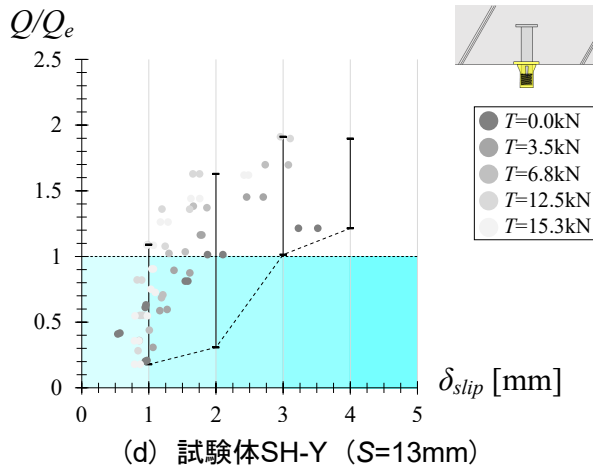 Q/Qe
2.5
2
1.5
1
0.5
0
0 1 2 3 4 5
δslip [mm]
T=0.0kN
T=3.5kN
T=6.8kN
T=12.5kN
T=15.3kN
(d) 試験体SH-Y（S=13mm）